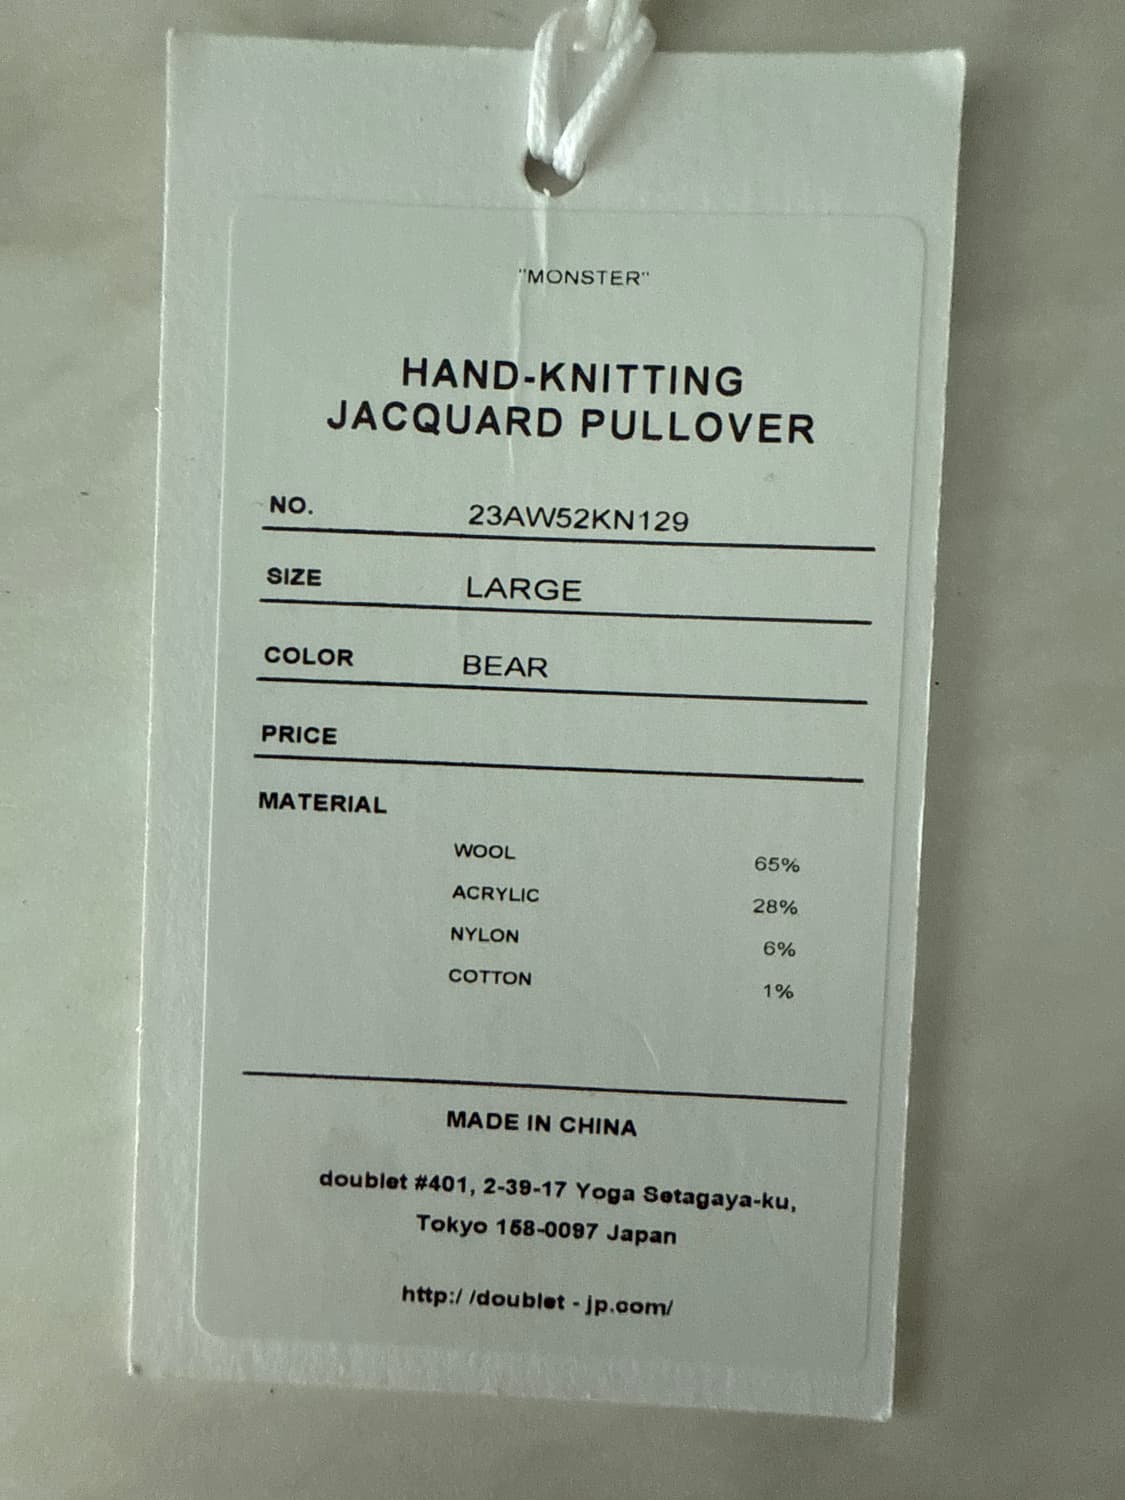 "MONSTER"
HAND-KNITTING
JACQUARD PULLOVER
NO. 23AW52KN129
SIZE LARGE
COLOR BEAR
PRICE
MATERIAL
WOOL 65%
ACRYLIC 28%
NYLON 6%
COTTON 1%
MADE IN CHINA
doublet #401, 2-39-17 Yoga Setagaya-ku,
Tokyo 158-0097 Japan
http:/ /doublet - jp.com/